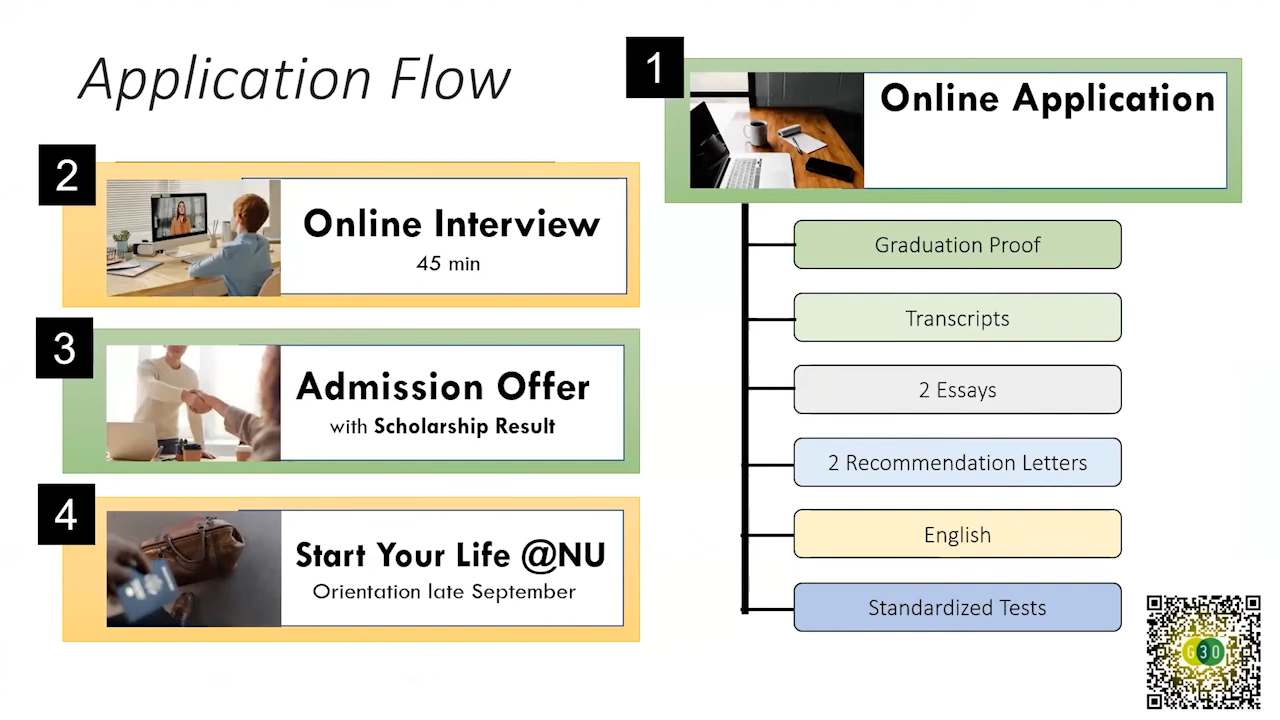 Application Flow
1
Online Application
Graduation Proof
Transcripts
2 Essays
2 Recommendation Letters
English
Standardized Tests
2
Online Interview
45 min
3
Admission Offer
with Scholarship Result
4
Start Your Life @NU
Orientation late September
G30